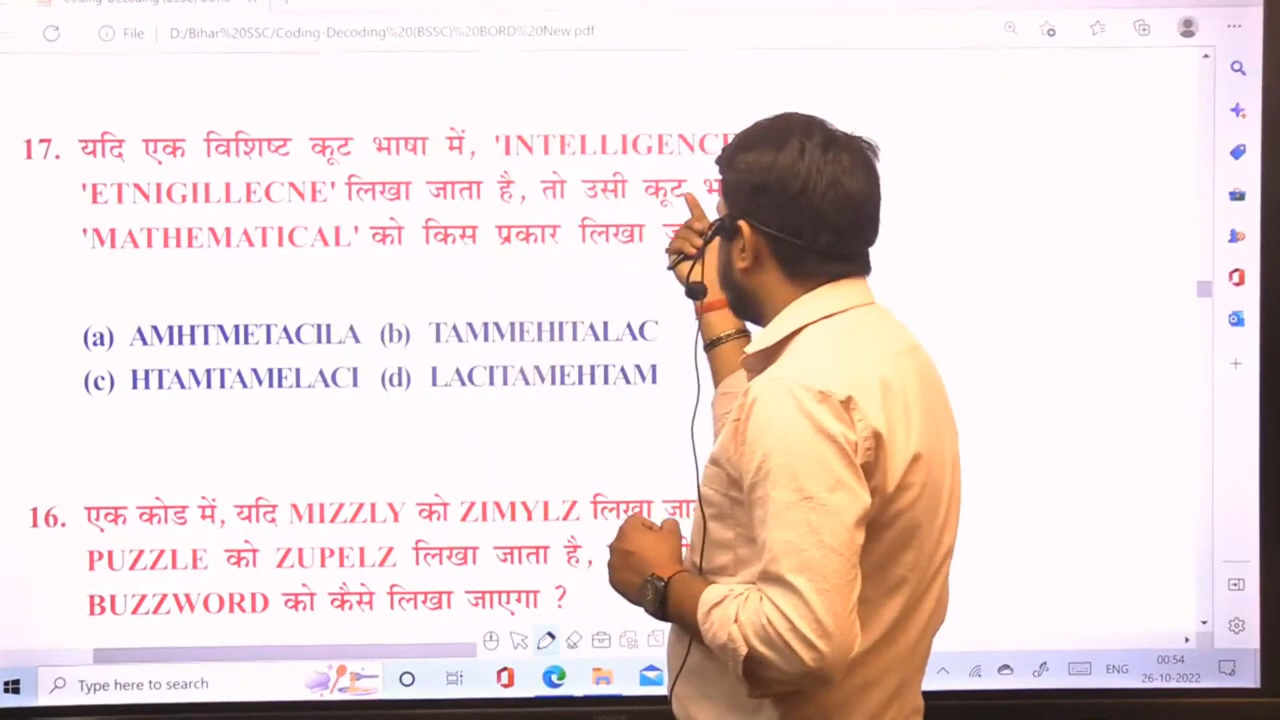 File | D:/Bihar%20SSC/Coding-Decoding%20(BSSC)%20BORD%20New.pdf
17. यदि एक विशिष्ट कूट भाषा में, 'INTELLIGENCE
'ETNIGILLECNE' लिखा जाता है, तो उसी कूट
'MATHEMATICAL' को किस प्रकार लिखा
(a) AMHTMETACILA (b) TAMMEHITALAC
(c) HTAMTAMELACI (d) LACITAMEHTAM
16. एक कोड में, यदि MIZZLY को ZIMYLZ लिखा
PUZZLE को ZUPELZ लिखा जाता है,
BUZZWORD को कैसे लिखा जाएगा ?
Type here to search
ENG
00:54
26-10-2022